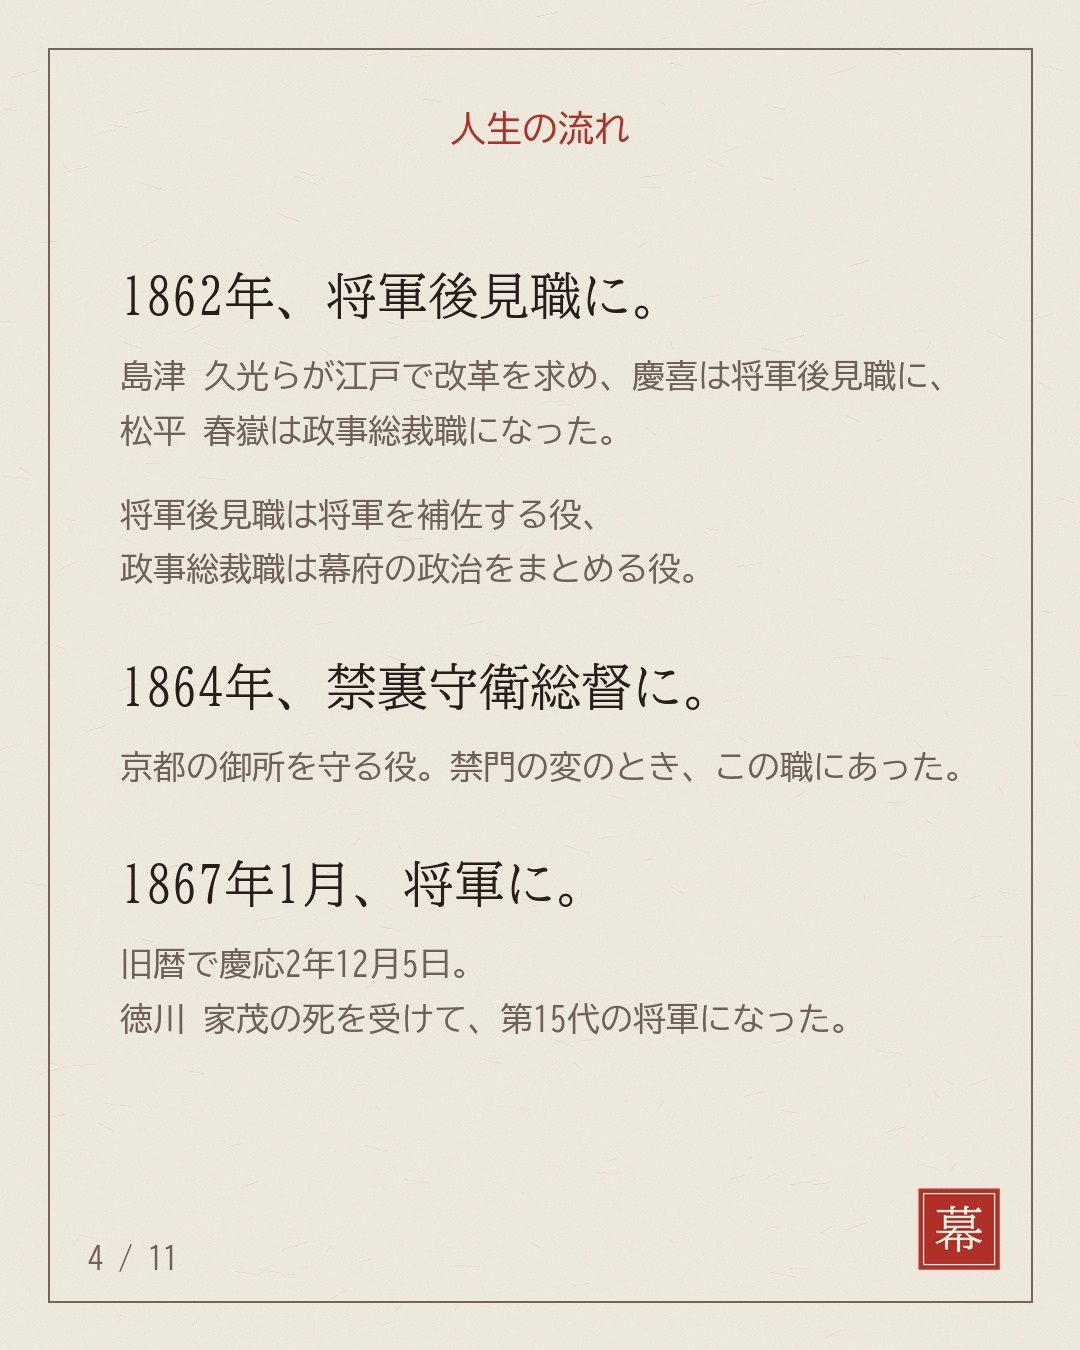 人生の流れ
1862年、将軍後見職に。
島津 久光らが江戸で改革を求め、慶喜は将軍後見職に、
松平 春嶽は政事総裁職になった。
将軍後見職は将軍を補佐する役、
政事総裁職は幕府の政治をまとめる役。
1864年、禁裏守衛総督に。
京都の御所を守る役。禁門の変のとき、この職にあった。
1867年1月、将軍に。
旧暦で慶応2年12月5日。
徳川 家茂の死を受けて、第15代の将軍になった。
幕
4 / 11